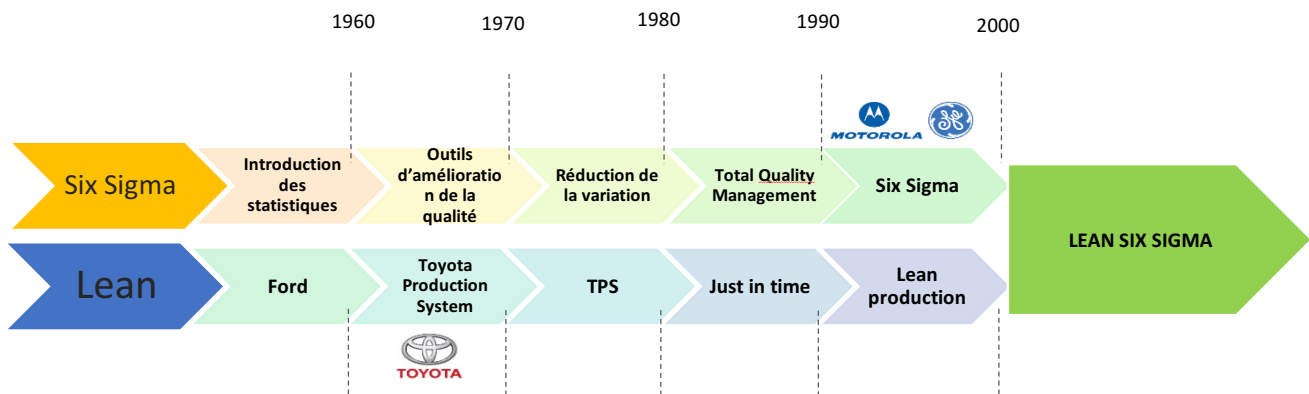 1960
1970
1980
1990
2000
MOTOROLA
GE
Six Sigma
Introduction
des
statistiques
Outils
d’amélioratio
n de la
qualité
Réduction de
la variation
Total Quality
Management
Six Sigma
LEAN SIX SIGMA
Lean
Ford
Toyota
Production
System
TPS
Just in time
Lean
production
TOYOTA